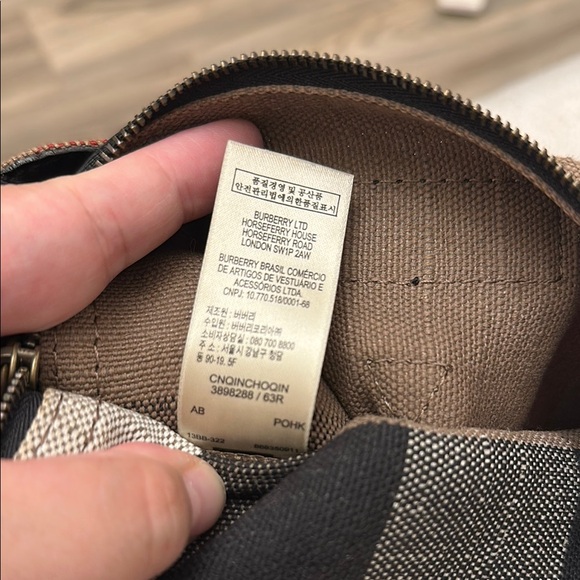 품질경영 및 공산품
안전관리법에의한품질표시
BURBERRY LTD
HORSEFERRY HOUSE
HORSEFERRY ROAD
LONDON SW1P 2AW
BURBERRY BRASIL COMÉRCIO
DE ARTIGOS DE VESTUÁRIO E
ACESSÓRIOS LTDA.
CNPJ: 10.770.518/0001-68
제조원 : 버버리
수입원 : 버버리코리아㈜
소비자상담실 : 080 700 8800
주 소 : 서울시 강남구 청담
동 90-19. 5F
CNQINCHOQIN
3898288 / 63R
AB POHK
1388-322